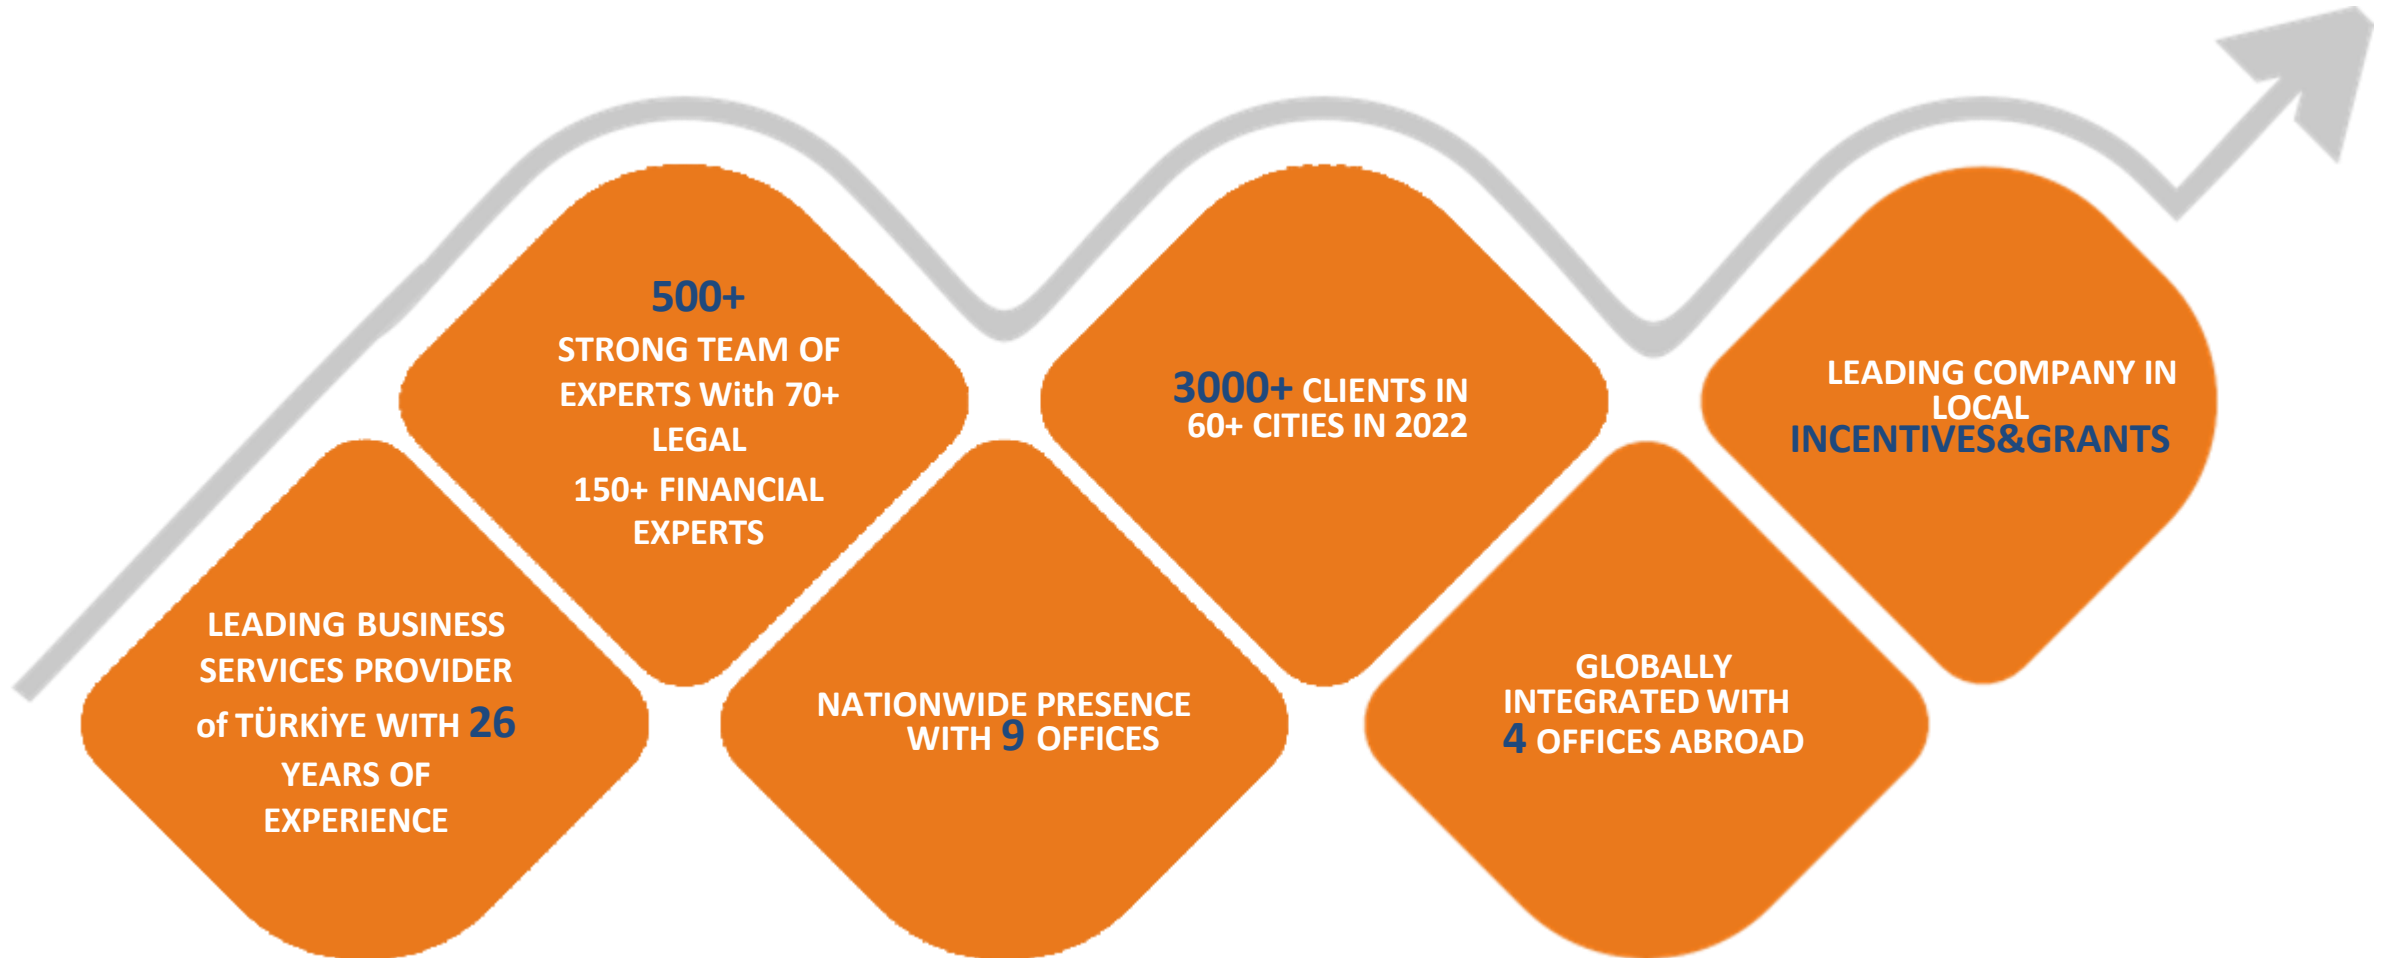 500+
STRONG TEAM OF
EXPERTS With 70+
LEGAL
150+ FINANCIAL
EXPERTS
3000+ CLIENTS IN
60+ CITIES IN 2022
LEADING COMPANY IN
LOCAL
INCENTIVES&GRANTS
LEADING BUSINESS
SERVICES PROVIDER
of TÜRKİYE WITH 26
YEARS OF
EXPERIENCE
NATIONWIDE PRESENCE
WITH 9 OFFICES
GLOBALLY
INTEGRATED WITH
4 OFFICES ABROAD